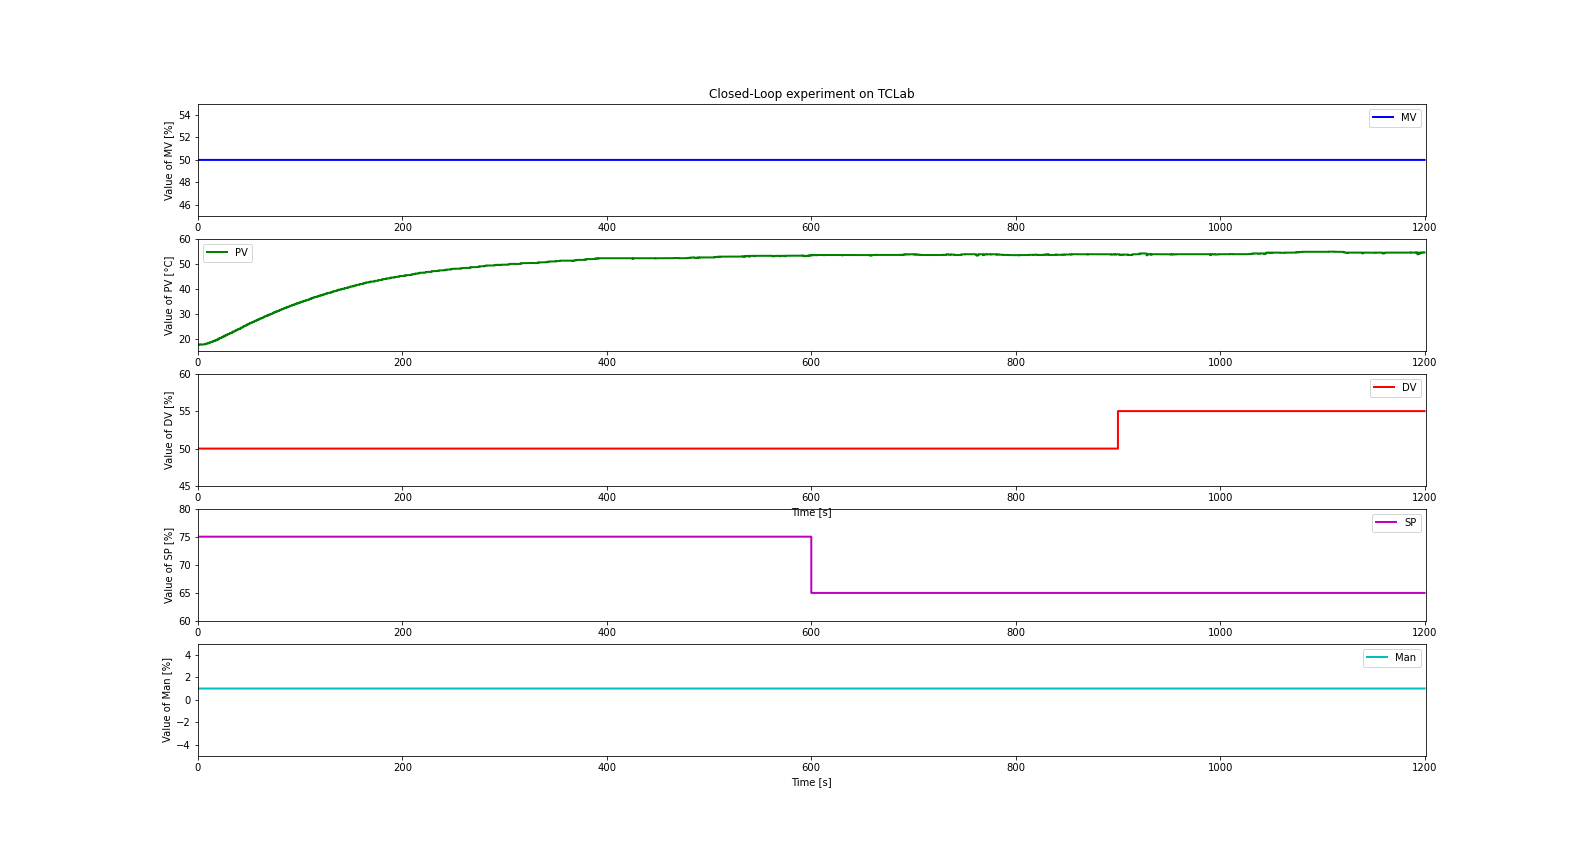 Closed-Loop experiment on TCLab
Value of MV [%]
54
52
50
48
46
MV
0 200 400 600 800 1000 1200
Value of PV [°C]
60
50
40
30
20
PV
0 200 400 600 800 1000 1200
Value of DV [%]
60
55
50
45
DV
0 200 400 600 800 1000 1200
Time [s]
Value of SP [%]
80
75
70
65
60
SP
0 200 400 600 800 1000 1200
Value of Man [%]
4
2
0
−2
−4
Man
0 200 400 600 800 1000 1200
Time [s]